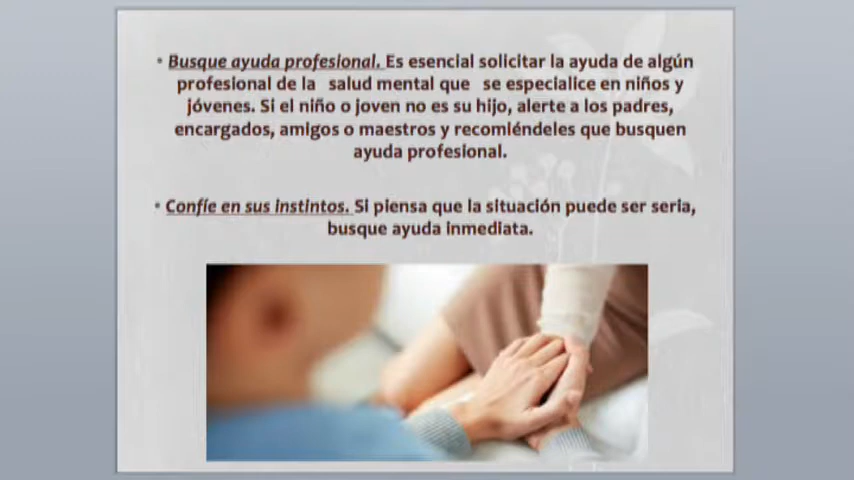 • Busque ayuda profesional. Es esencial solicitar la ayuda de algún
profesional de la salud mental que se especialice en niños y
jóvenes. Si el niño o joven no es su hijo, alerte a los padres,
encargados, amigos o maestros y recomiéndeles que busquen
ayuda profesional.
• Confíe en sus instintos. Si piensa que la situación puede ser seria,
busque ayuda inmediata.